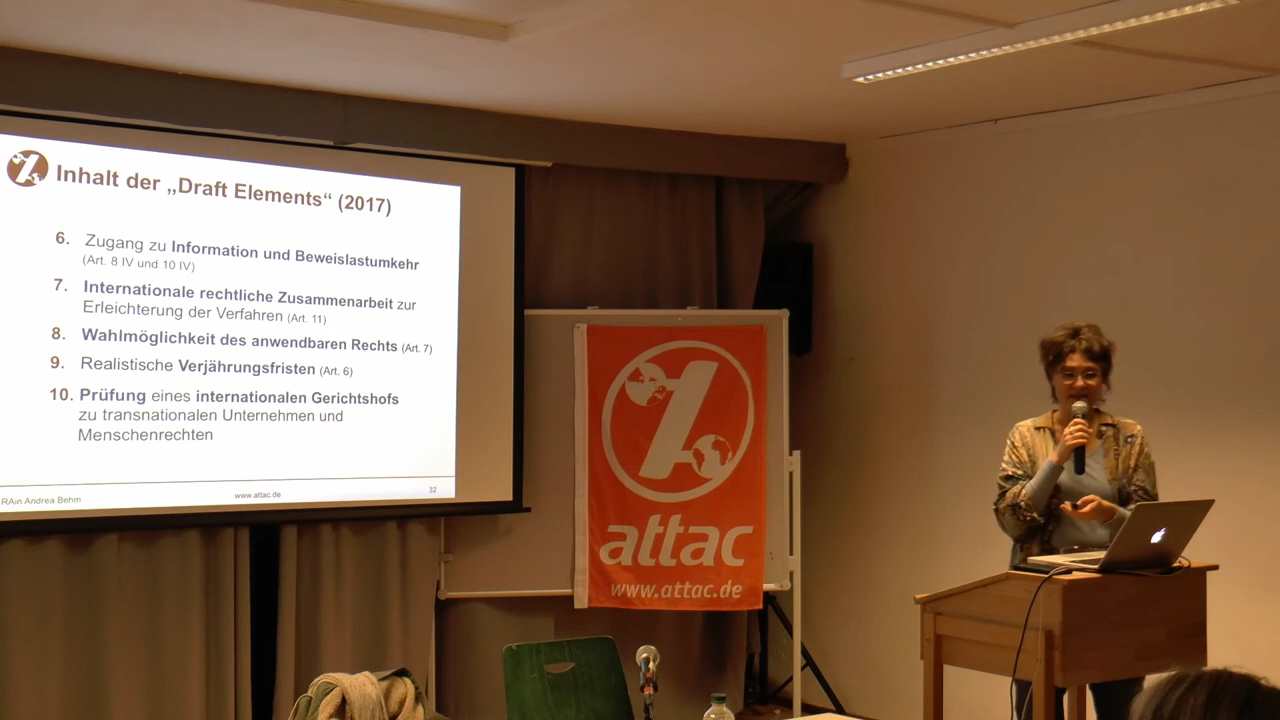 Inhalt der „Draft Elements“ (2017)
6. Zugang zu Information und Beweislastumkehr
(Art. 8 IV und 10 IV)
7. Internationale rechtliche Zusammenarbeit zur
Erleichterung der Verfahren (Art. 11)
8. Wahlmöglichkeit des anwendbaren Rechts (Art. 7)
9. Realistische Verjährungsfristen (Art. 6)
10. Prüfung eines internationalen Gerichtshofs
zu transnationalen Unternehmen und
Menschenrechten
RAin Andrea Behm
www.attac.de
32
attac
www.attac.de